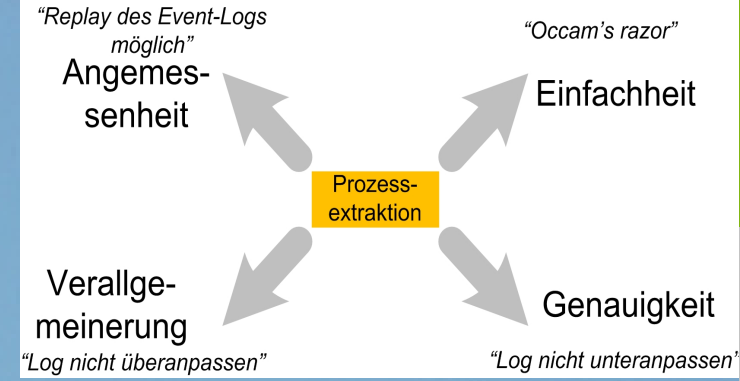 “Replay des Event-Logs
möglich”
Angemes-
senheit
“Occam’s razor”
Einfachheit
Prozess-
extraktion
Verallge-
meinerung
“Log nicht überanpassen”
Genauigkeit
“Log nicht unteranpassen”